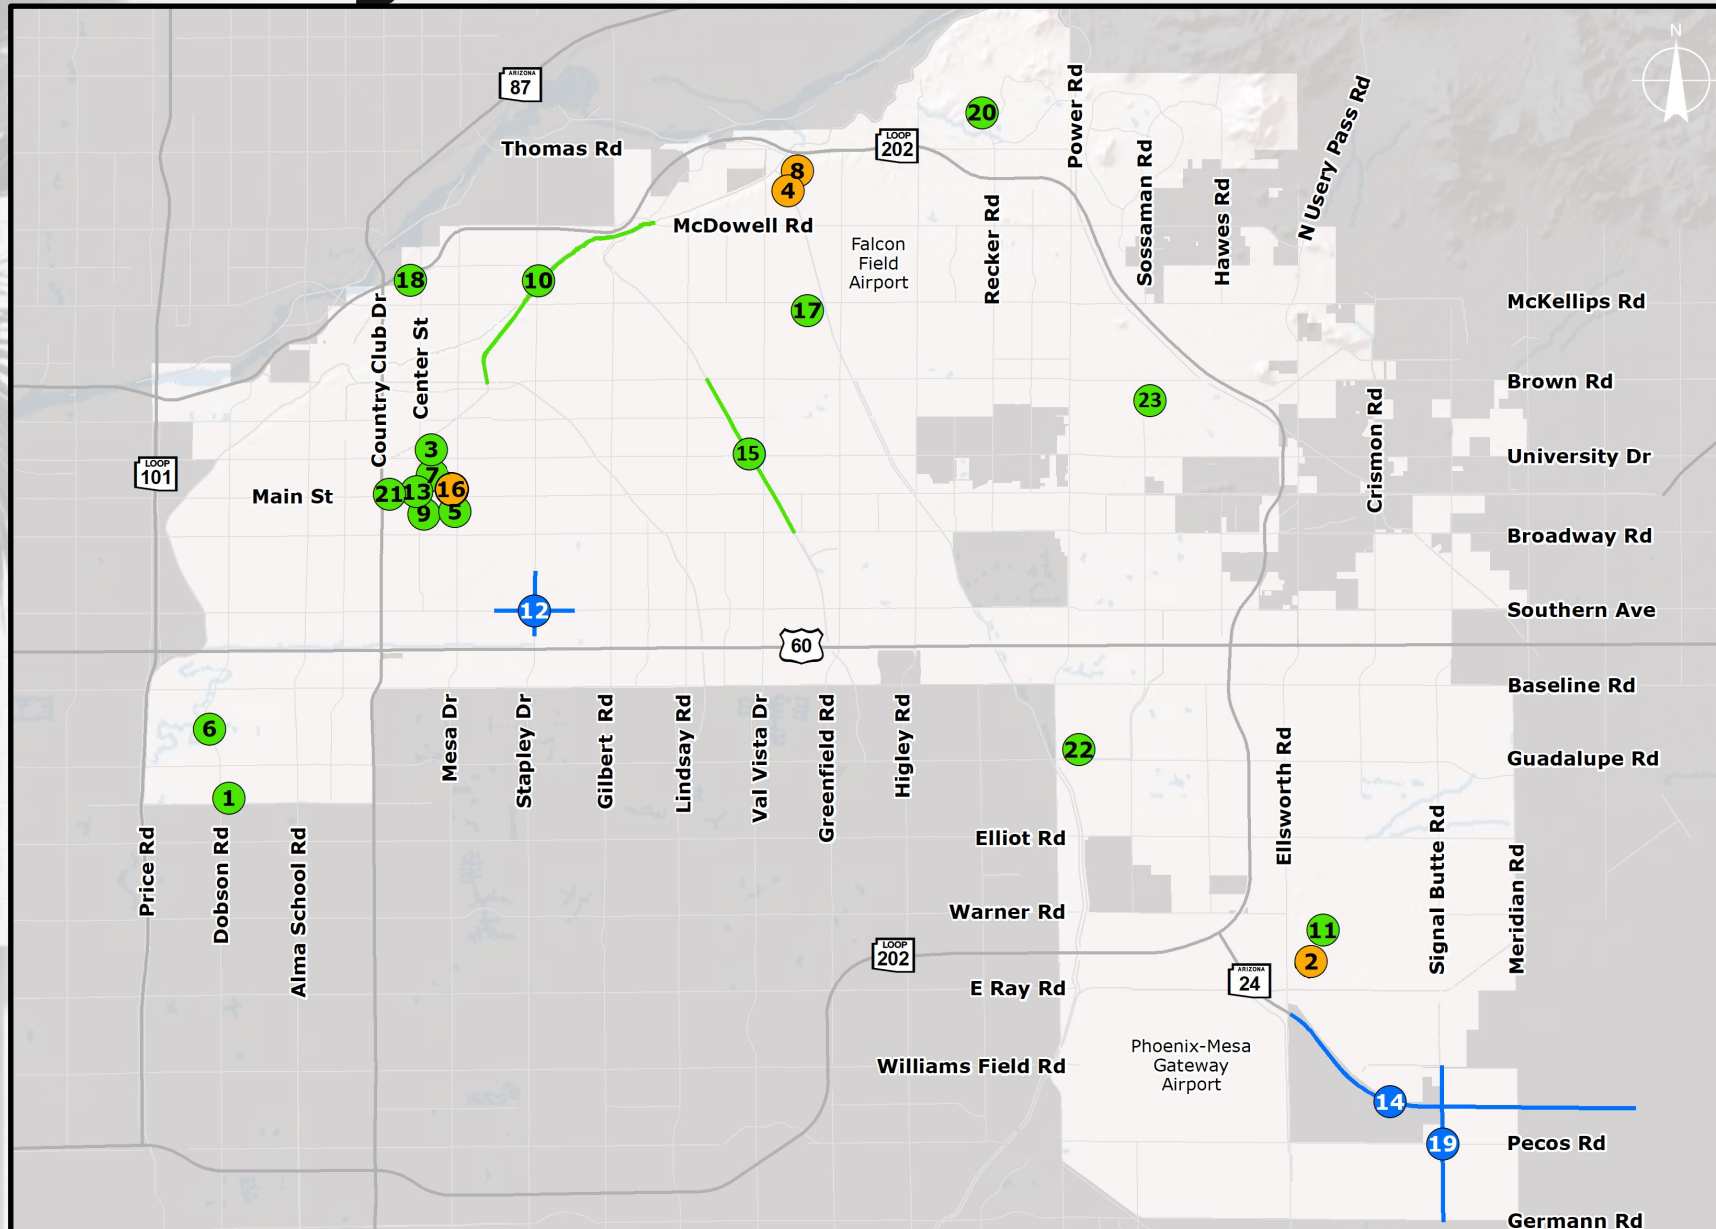 N
ARIZONA
87
Thomas Rd
LOOP
202
20
Power Rd
Sossaman Rd
Hawes Rd
N Usery Pass Rd
8
4
McDowell Rd
Falcon
Field
Airport
Recker Rd
18
10
17
McKellips Rd
Country Club Dr
Center St
Brown Rd
23
Crismon Rd
3
15
University Dr
LOOP
101
Main St
7
21
13
16
9
5
Broadway Rd
12
Southern Ave
60
Baseline Rd
6
Mesa Dr
Stapley Dr
Gilbert Rd
Lindsay Rd
Val Vista Dr
Greenfield Rd
Higley Rd
22
Guadalupe Rd
1
Ellsworth Rd
Elliot Rd
Price Rd
Dobson Rd
Alma School Rd
Signal Butte Rd
Meridian Rd
Warner Rd
11
LOOP
202
2
E Ray Rd
ARIZONA
24
Williams Field Rd
Phoenix-Mesa
Gateway
Airport
14
19
Pecos Rd
Germann Rd